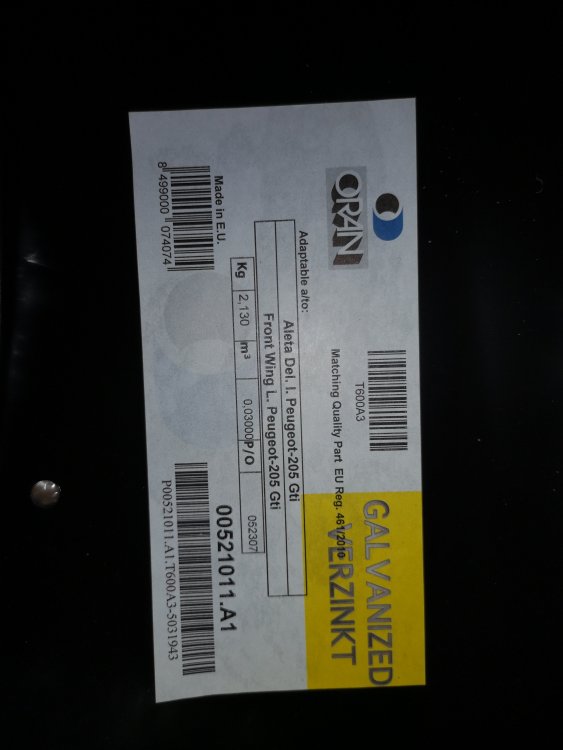 ORAN
T600A3
GALVANIZED
VERZINKT
Matching Quality Part EU Reg. 461/2010
Adaptable a/to:
Aleta Del. I. Peugeot-205 Gti
Front Wing L. Peugeot-205 Gti
Kg 2,130 m³ 0,03000 P/O 052307
Made in E.U.
00521011.A1
8 499000 074074
P00521011.A1.T600A3-5031943